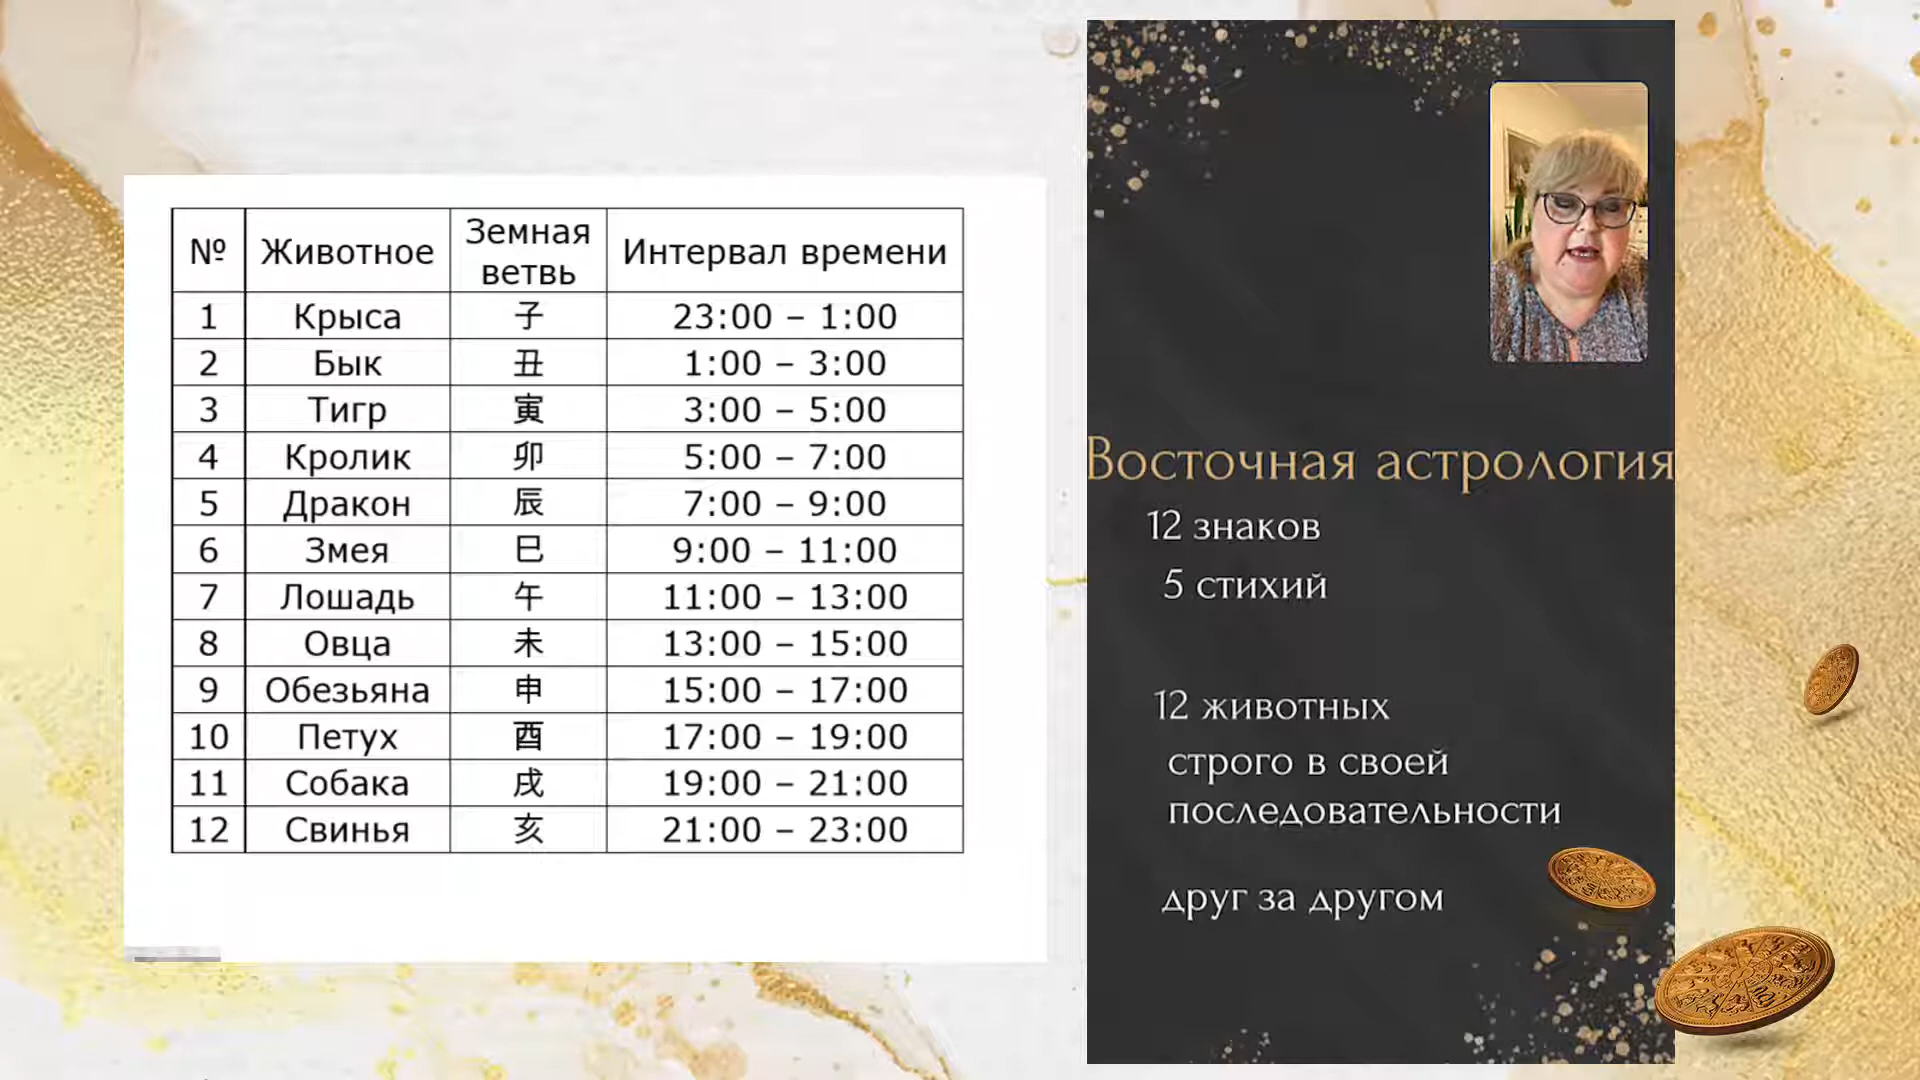 № Животное Земная ветвь Интервал времени
1 Крыса 子 23:00 – 1:00
2 Бык 丑 1:00 – 3:00
3 Тигр 寅 3:00 – 5:00
4 Кролик 卯 5:00 – 7:00
5 Дракон 辰 7:00 – 9:00
6 Змея 巳 9:00 – 11:00
7 Лошадь 午 11:00 – 13:00
8 Овца 未 13:00 – 15:00
9 Обезьяна 申 15:00 – 17:00
10 Петух 酉 17:00 – 19:00
11 Собака 戌 19:00 – 21:00
12 Свинья 亥 21:00 – 23:00
Восточная астрология
12 знаков
5 стихий
12 животных
строго в своей
последовательности
друг за другом